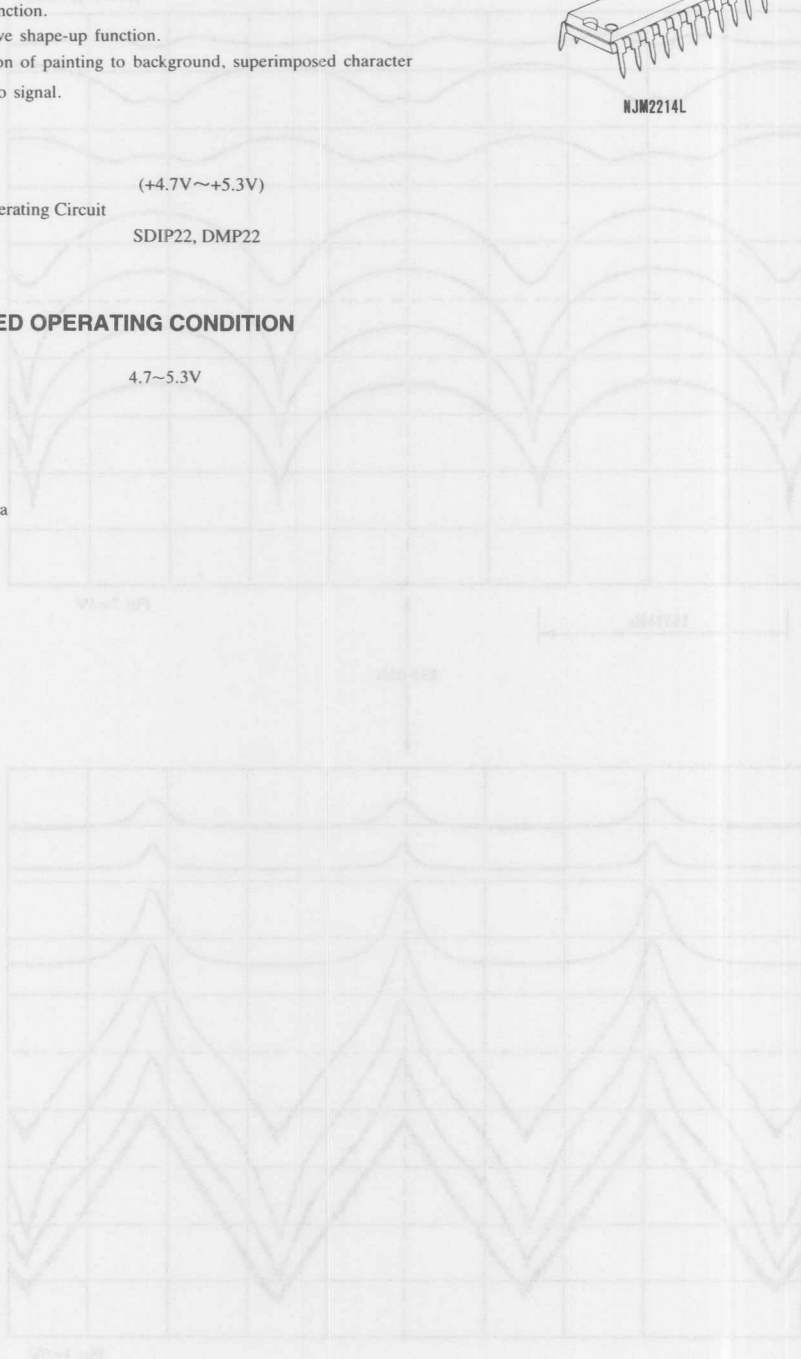 nction.
ve shape-up function.
on of painting to background, superimposed character
o signal.
NJM2214L
(+4.7V～+5.3V)
erating Circuit
SDIP22, DMP22
ED OPERATING CONDITION
4.7~5.3V
a